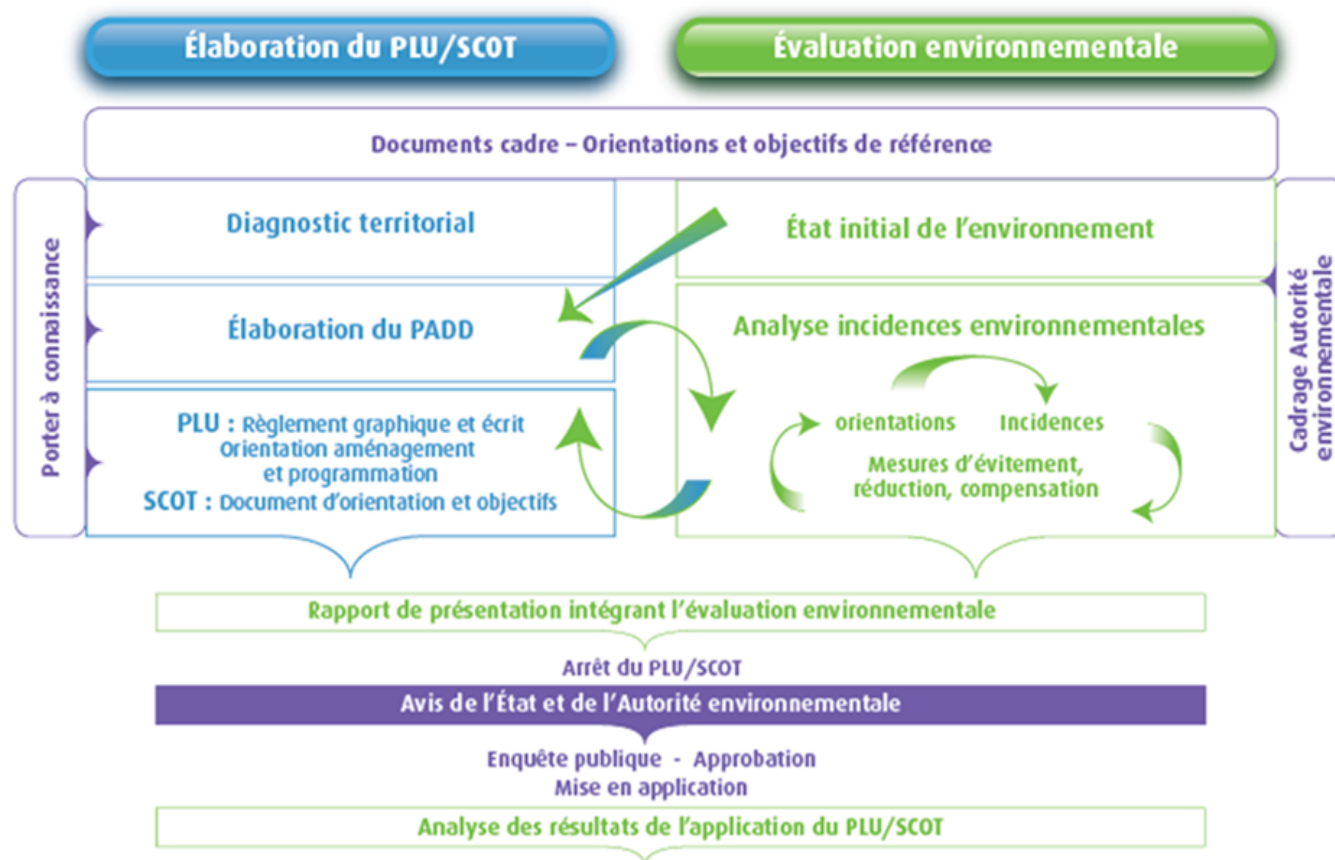 Élaboration du PLU/SCOT
Évaluation environnementale
Documents cadre – Orientations et objectifs de référence
Porter à connaissance
Diagnostic territorial
État initial de l'environnement
Cadrage Autorité
environnementale
Élaboration du PADD
Analyse incidences environnementales
PLU : Règlement graphique et écrit
Orientation aménagement
et programmation
SCOT : Document d'orientation et objectifs
orientations
Incidences
Mesures d'évitement,
réduction, compensation
Rapport de présentation intégrant l'évaluation environnementale
Arrêt du PLU/SCOT
Avis de l'État et de l'Autorité environnementale
Enquête publique - Approbation
Mise en application
Analyse des résultats de l'application du PLU/SCOT